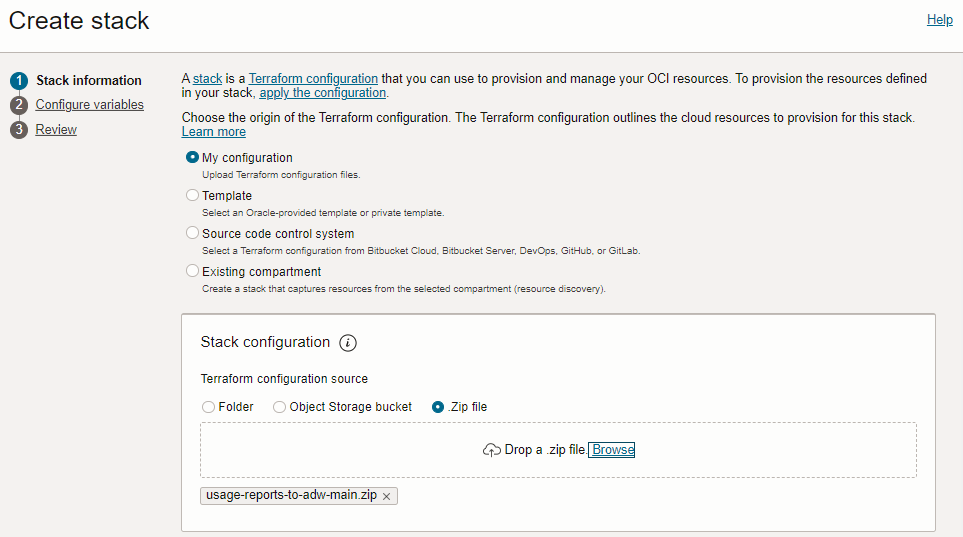 Create stack
Help
1 Stack information
2 Configure variables
3 Review
A stack is a Terraform configuration that you can use to provision and manage your OCI resources. To provision the resources defined
in your stack, apply the configuration.
Choose the origin of the Terraform configuration. The Terraform configuration outlines the cloud resources to provision for this stack.
Learn more
My configuration
Upload Terraform configuration files.
Template
Select an Oracle-provided template or private template.
Source code control system
Select a Terraform configuration from Bitbucket Cloud, Bitbucket Server, DevOps, GitHub, or GitLab.
Existing compartment
Create a stack that captures resources from the selected compartment (resource discovery).
Stack configuration i
Terraform configuration source
Folder Object Storage bucket .Zip file
Drop a .zip file. Browse
usage-reports-to-adw-main.zip ×